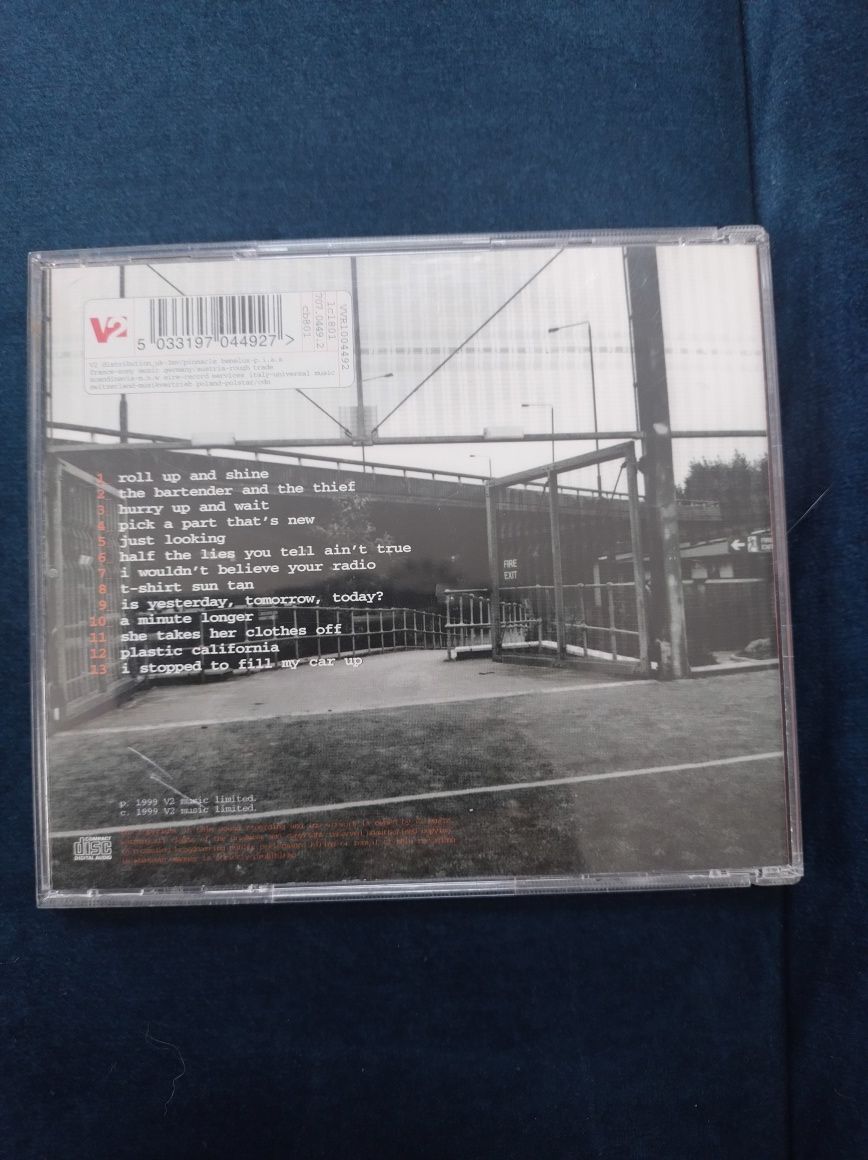 V2
5 033197 044927 >
VVR1004492
lc1801
707.0449.2
cb801
V2 distribution uk-3mv/pinnacle benelux-p.i.a.s
france-sony music germany/austria-rough trade
scandinavia-m.n.w eire-record services italy-universal music
switzerland-musikvertrieb poland-polstar/cdn
1 roll up and shine
2 the bartender and the thief
3 hurry up and wait
4 pick a part that's new
5 just looking
6 half the lies you tell ain't true
7 i wouldn't believe your radio
8 t-shirt sun tan
9 is yesterday, tomorrow, today?
10 a minute longer
11 she takes her clothes off
12 plastic california
13 i stopped to fill my car up
FIRE
EXIT
p. 1999 V2 music limited.
c. 1999 V2 music limited.
COMPACT
disc
DIGITAL AUDIO